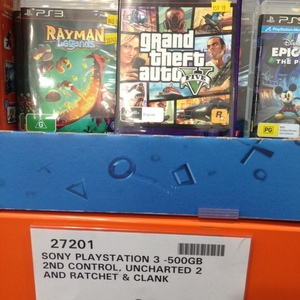 PS3
RAYMAN
Legends
G
grand
theft
auto
V
R
Disney
EPIC
PG
27201
SONY PLAYSTATION 3 -500GB
2ND CONTROL, UNCHARTED 2
AND RATCHET & CLANK